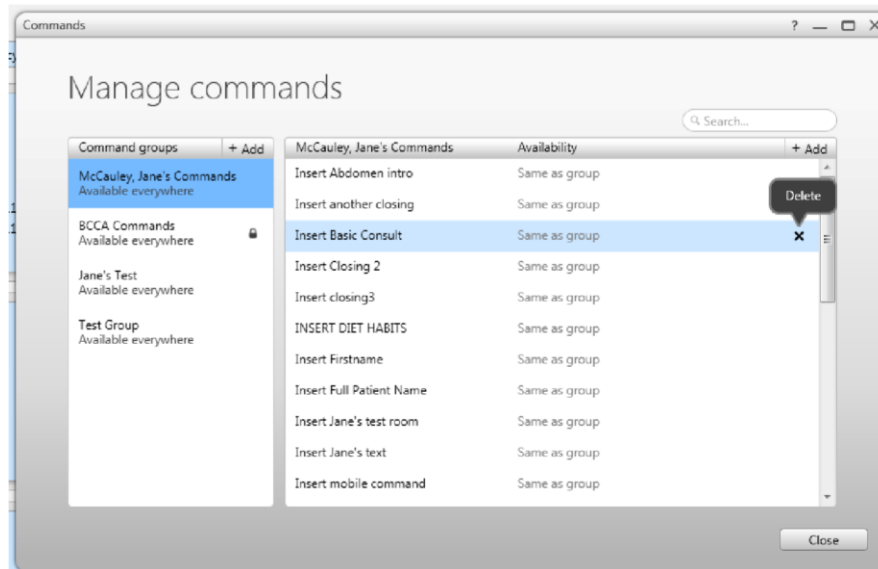 Commands
?
Manage commands
Search...
Command groups + Add
McCauley, Jane's Commands
Available everywhere
BCCA Commands
Available everywhere
Jane's Test
Available everywhere
Test Group
Available everywhere
McCauley, Jane's Commands Availability + Add
Insert Abdomen intro Same as group
Delete
Insert another closing Same as group
Insert Basic Consult Same as group
Insert Closing 2 Same as group
Insert closing3 Same as group
INSERT DIET HABITS Same as group
Insert Firstname Same as group
Insert Full Patient Name Same as group
Insert Jane's test room Same as group
Insert Jane's text Same as group
Insert mobile command Same as group
Close